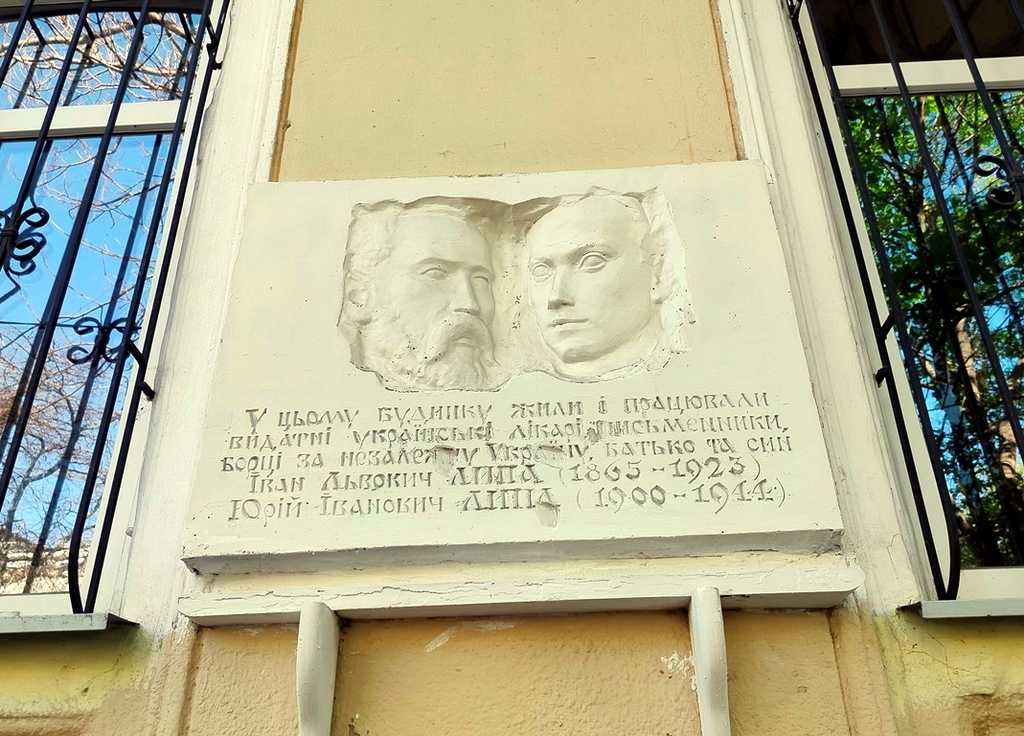 У цьому будинку жили і працювали
видатні українські лікарі, письменники,
борці за незалежну Україну, батько та син
Іван Львович ЛИПА (1865-1923)
Юрій Іванович ЛИПА (1900-1944)